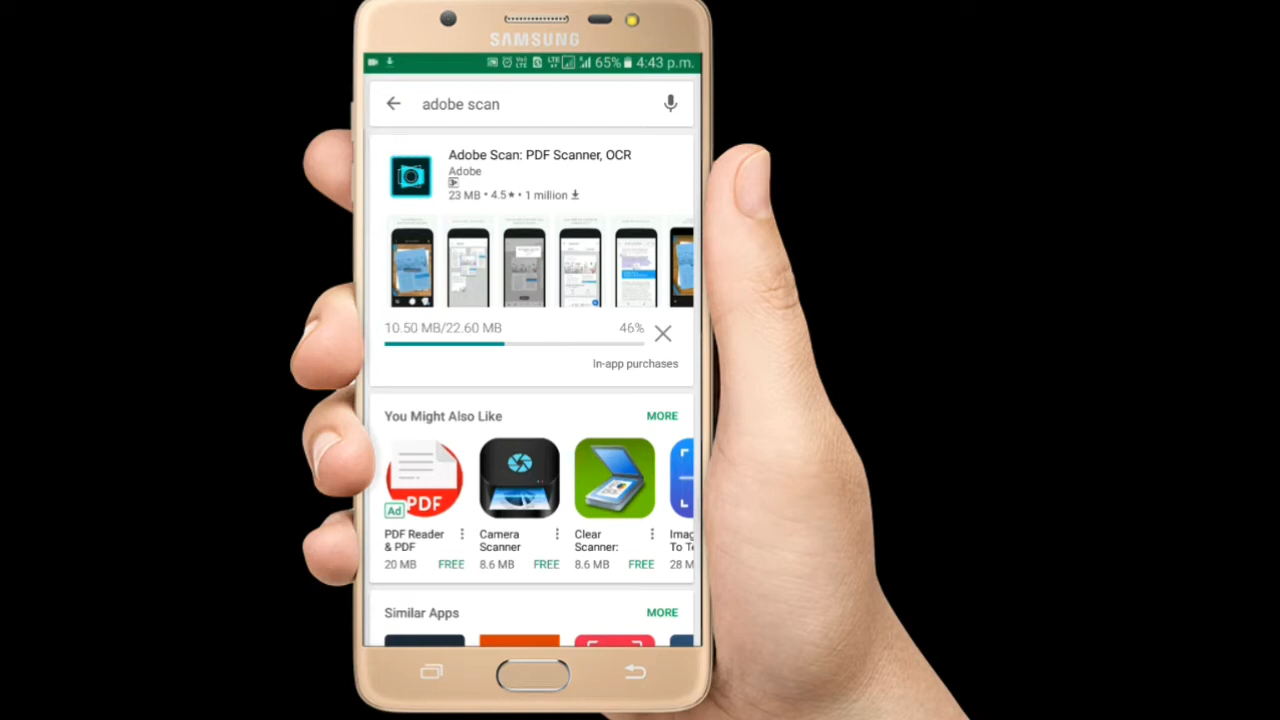 SAMSUNG
VoLTE LTE 65% 4:43 p.m.
adobe scan
Adobe Scan: PDF Scanner, OCR
Adobe
3+
23 MB • 4.5★ • 1 million
10.50 MB/22.60 MB 46%
In-app purchases
You Might Also Like MORE
PDF
Ad
PDF Reader & PDF
20 MB FREE
Camera Scanner
8.6 MB FREE
Clear Scanner:
8.6 MB FREE
Imag
To Te
28 M
Similar Apps MORE